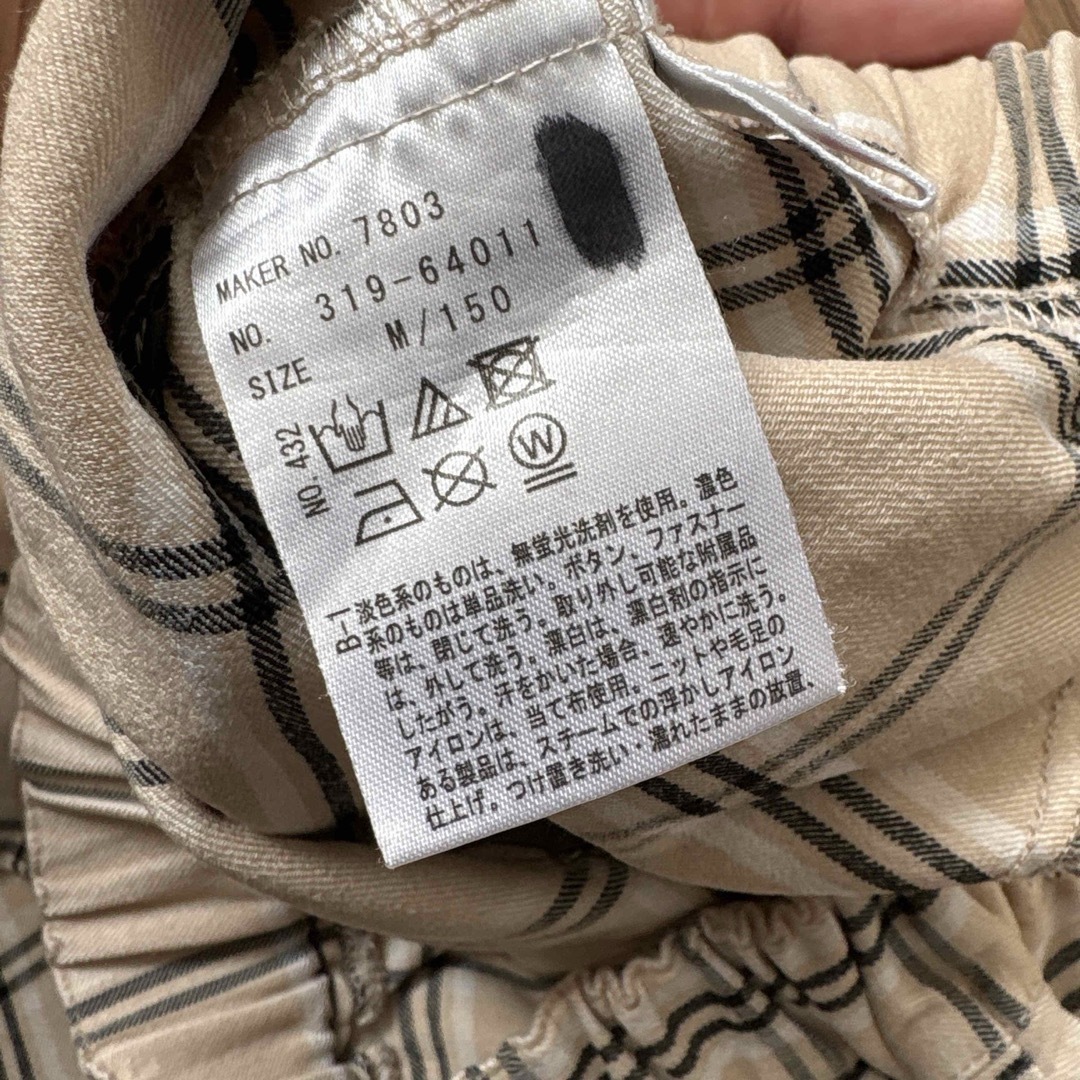 MAKER NO. 7803
NO. 319-64011
SIZE M/150
NO. 432
W
B-1 淡色系のものは、無蛍光洗剤を使用。濃色
系のものは単品洗い。ボタン、ファスナー
等は、閉じて洗う。取り外し可能な附属品
は、外して洗う。漂白は、漂白剤の指示に
したがう。汗をかいた場合、速やかに洗う。
アイロンは、当て布使用。ニットや毛足の
ある製品は、スチームでの浮かしアイロン
仕上げ。つけ置き洗い・濡れたままの放置、